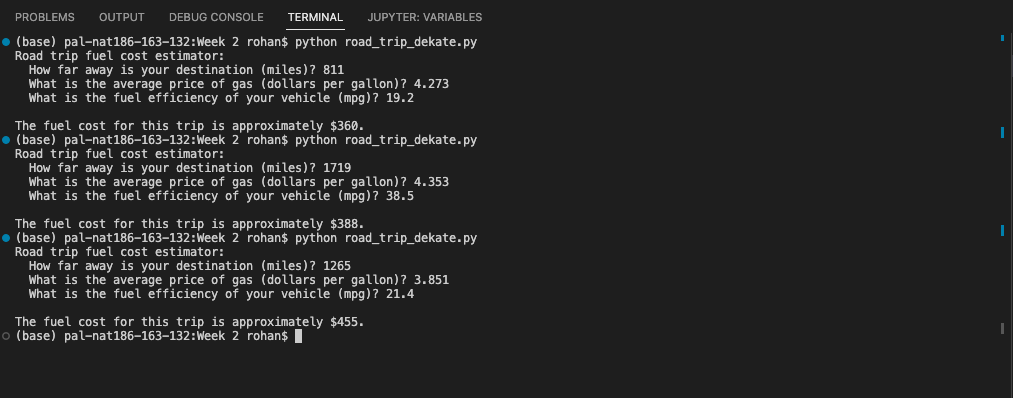 PROBLEMS OUTPUT DEBUG CONSOLE TERMINAL JUPYTER: VARIABLES
(base) pal-nat186-163-132:Week 2 rohan$ python road_trip_dekate.py
Road trip fuel cost estimator:
  How far away is your destination (miles)? 811
  What is the average price of gas (dollars per gallon)? 4.273
  What is the fuel efficiency of your vehicle (mpg)? 19.2

The fuel cost for this trip is approximately $360.
(base) pal-nat186-163-132:Week 2 rohan$ python road_trip_dekate.py
Road trip fuel cost estimator:
  How far away is your destination (miles)? 1719
  What is the average price of gas (dollars per gallon)? 4.353
  What is the fuel efficiency of your vehicle (mpg)? 38.5

The fuel cost for this trip is approximately $388.
(base) pal-nat186-163-132:Week 2 rohan$ python road_trip_dekate.py
Road trip fuel cost estimator:
  How far away is your destination (miles)? 1265
  What is the average price of gas (dollars per gallon)? 3.851
  What is the fuel efficiency of your vehicle (mpg)? 21.4

The fuel cost for this trip is approximately $455.
(base) pal-nat186-163-132:Week 2 rohan$